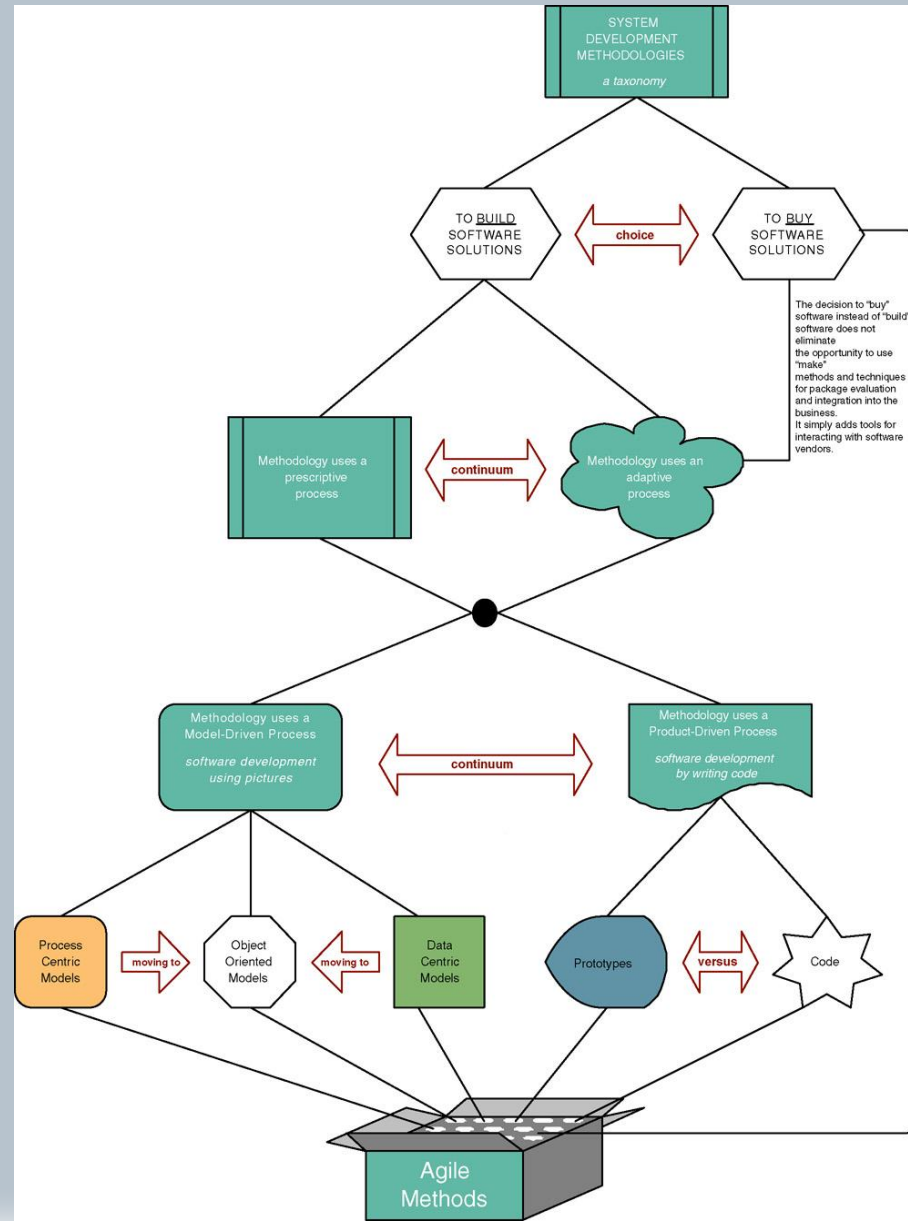 SYSTEM
DEVELOPMENT
METHODOLOGIES
a taxonomy
TO BUILD
SOFTWARE
SOLUTIONS
choice
TO BUY
SOFTWARE
SOLUTIONS
The decision to "buy"
software instead of "build"
software does not
eliminate
the opportunity to use
"make"
methods and techniques
for package evaluation
and integration into the
business.
It simply adds tools for
interacting with software
vendors.
Methodology uses a
prescriptive
process
continuum
Methodology uses an
adaptive
process
Methodology uses a
Model-Driven Process
software development
using pictures
continuum
Methodology uses a
Product-Driven Process
software development
by writing code
Process
Centric
Models
moving to
Object
Oriented
Models
moving to
Data
Centric
Models
Prototypes
versus
Code
Agile
Methods